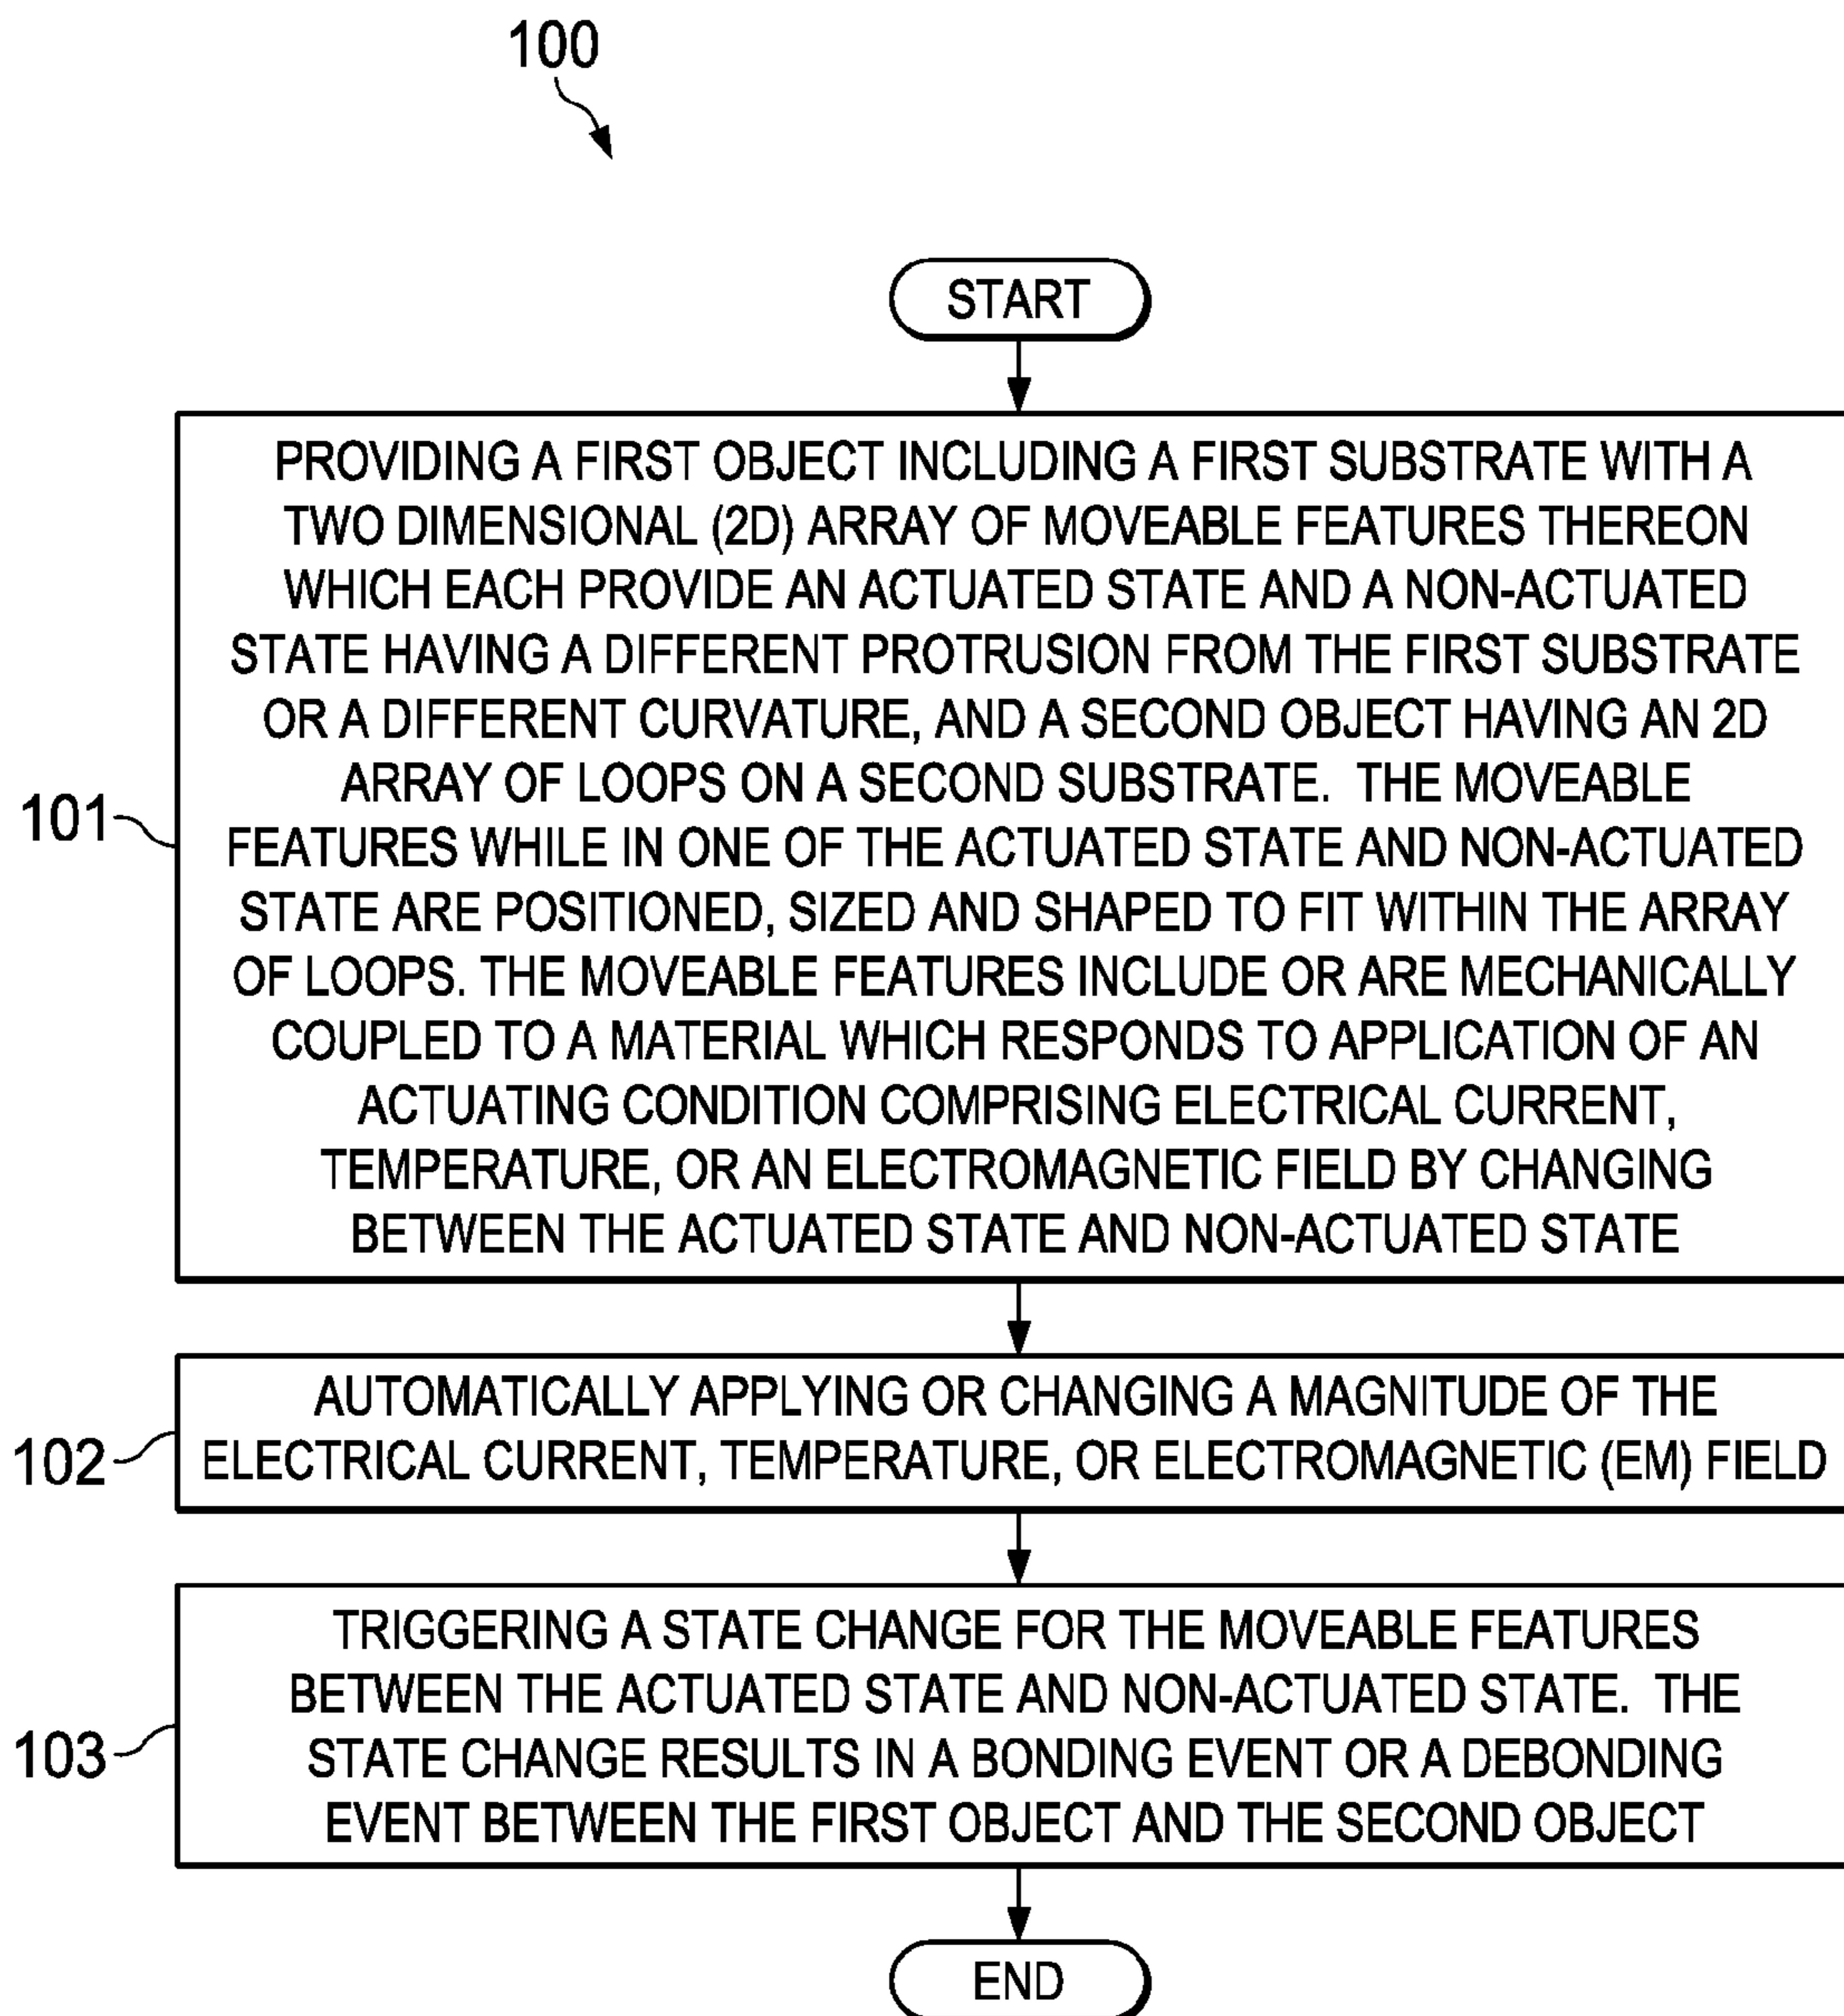 100
START
PROVIDING A FIRST OBJECT INCLUDING A FIRST SUBSTRATE WITH A
TWO DIMENSIONAL (2D) ARRAY OF MOVEABLE FEATURES THEREON
WHICH EACH PROVIDE AN ACTUATED STATE AND A NON-ACTUATED
STATE HAVING A DIFFERENT PROTRUSION FROM THE FIRST SUBSTRATE
OR A DIFFERENT CURVATURE, AND A SECOND OBJECT HAVING AN 2D
ARRAY OF LOOPS ON A SECOND SUBSTRATE. THE MOVEABLE
FEATURES WHILE IN ONE OF THE ACTUATED STATE AND NON-ACTUATED
STATE ARE POSITIONED, SIZED AND SHAPED TO FIT WITHIN THE ARRAY
OF LOOPS. THE MOVEABLE FEATURES INCLUDE OR ARE MECHANICALLY
COUPLED TO A MATERIAL WHICH RESPONDS TO APPLICATION OF AN
ACTUATING CONDITION COMPRISING ELECTRICAL CURRENT,
TEMPERATURE, OR AN ELECTROMAGNETIC FIELD BY CHANGING
BETWEEN THE ACTUATED STATE AND NON-ACTUATED STATE
101
AUTOMATICALLY APPLYING OR CHANGING A MAGNITUDE OF THE
ELECTRICAL CURRENT, TEMPERATURE, OR ELECTROMAGNETIC (EM) FIELD
102
TRIGGERING A STATE CHANGE FOR THE MOVEABLE FEATURES
BETWEEN THE ACTUATED STATE AND NON-ACTUATED STATE. THE
STATE CHANGE RESULTS IN A BONDING EVENT OR A DEBONDING
EVENT BETWEEN THE FIRST OBJECT AND THE SECOND OBJECT
103
END